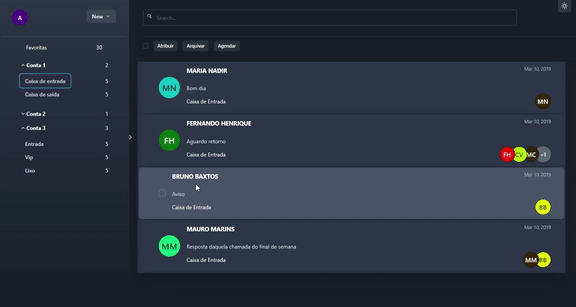 A
New
Favoritas 30
Conta 1 2
Caixa de entrada 5
Caixa de saída 5
Conta 2 1
Conta 3 3
Entrada 5
Vip 5
Lixo 5
Search...
Atribuir Arquivar Agendar
MARIA NADIR Mar 10, 2019
MN
Bom dia
Caixa de Entrada MN
FERNANDO HENRIQUE Mar 10, 2019
FH
Aguardo retorno
Caixa de Entrada FH CV MC +1
BRUNO BAXTOS Mar 10, 2019
Aviso
Caixa de Entrada BB
MAURO MARINS Mar 10, 2019
MM
Resposta daquela chamada do final de semana
Caixa de Entrada MM BB